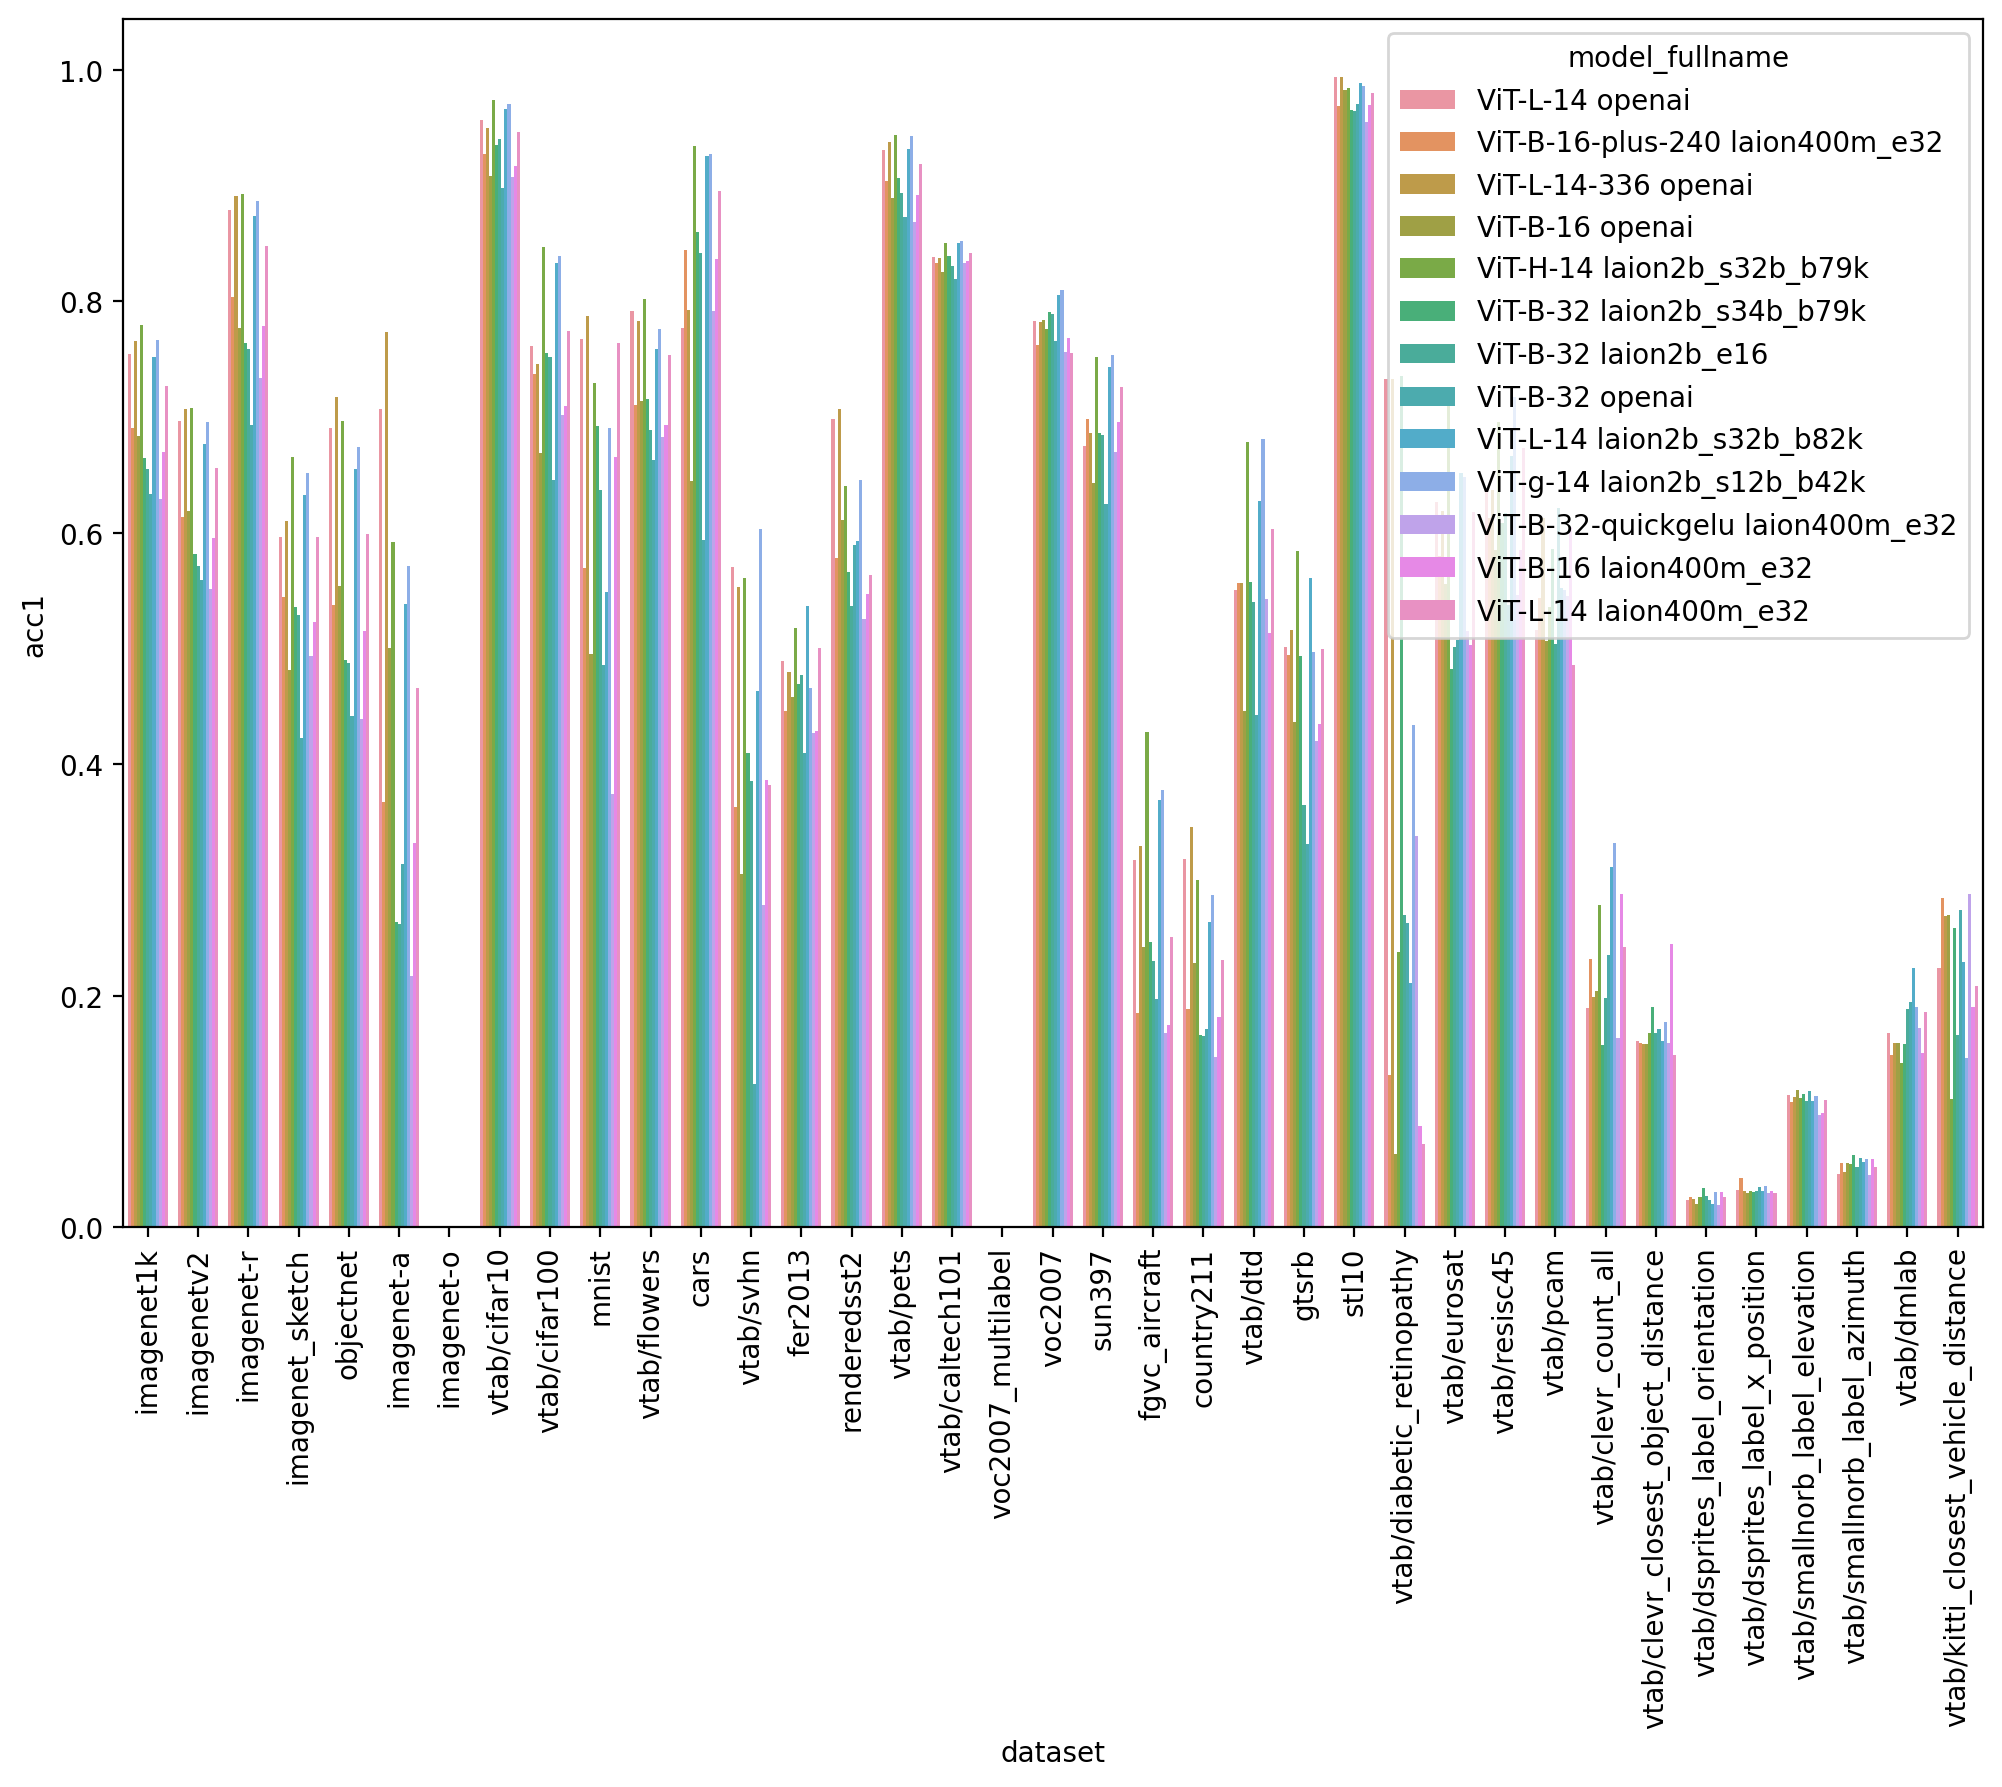 model_fullname
ViT-L-14 openai
ViT-B-16-plus-240 laion400m_e32
ViT-L-14-336 openai
ViT-B-16 openai
ViT-H-14 laion2b_s32b_b79k
ViT-B-32 laion2b_s34b_b79k
ViT-B-32 laion2b_e16
ViT-B-32 openai
ViT-L-14 laion2b_s32b_b82k
ViT-g-14 laion2b_s12b_b42k
ViT-B-32-quickgelu laion400m_e32
ViT-B-16 laion400m_e32
ViT-L-14 laion400m_e32
1.0
0.8
0.6
0.4
0.2
0.0
acc1
imagenet1k
imagenetv2
imagenet-r
imagenet_sketch
objectnet
imagenet-a
imagenet-o
vtab/cifar10
vtab/cifar100
mnist
vtab/flowers
cars
vtab/svhn
fer2013
renderedsst2
vtab/pets
vtab/caltech101
voc2007_multilabel
voc2007
sun397
fgvc_aircraft
country211
vtab/dtd
gtsrb
stl10
vtab/diabetic_retinopathy
vtab/eurosat
vtab/resisc45
vtab/pcam
vtab/clevr_count_all
vtab/clevr_closest_object_distance
vtab/dsprites_label_orientation
vtab/dsprites_label_x_position
vtab/smallnorb_label_elevation
vtab/smallnorb_label_azimuth
vtab/dmlab
vtab/kitti_closest_vehicle_distance
dataset